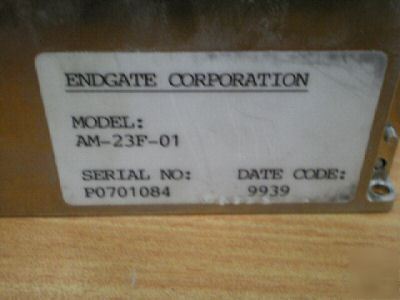 ENDGATE CORPORATION
MODEL:
AM-23F-01
SERIAL NO: DATE CODE:
P0701084 9939